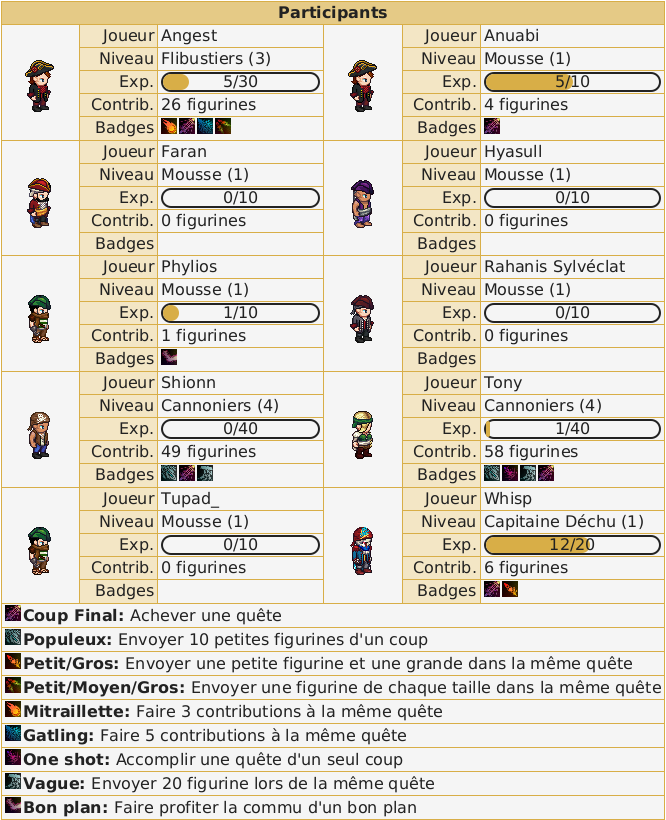 Participants
Joueur Angest
Niveau Flibustiers (3)
Exp. 5/30
Contrib. 26 figurines
Badges
Joueur Anuabi
Niveau Mousse (1)
Exp. 5/10
Contrib. 4 figurines
Badges
Joueur Faran
Niveau Mousse (1)
Exp. 0/10
Contrib. 0 figurines
Badges
Joueur Hyasull
Niveau Mousse (1)
Exp. 0/10
Contrib. 0 figurines
Badges
Joueur Phylios
Niveau Mousse (1)
Exp. 1/10
Contrib. 1 figurines
Badges
Joueur Rahanis Sylvéclat
Niveau Mousse (1)
Exp. 0/10
Contrib. 0 figurines
Badges
Joueur Shionn
Niveau Cannoniers (4)
Exp. 0/40
Contrib. 49 figurines
Badges
Joueur Tony
Niveau Cannoniers (4)
Exp. 1/40
Contrib. 58 figurines
Badges
Joueur Tupad_
Niveau Mousse (1)
Exp. 0/10
Contrib. 0 figurines
Badges
Joueur Whisp
Niveau Capitaine Déchu (1)
Exp. 12/20
Contrib. 6 figurines
Badges
Coup Final: Achever une quête
Populeux: Envoyer 10 petites figurines d'un coup
Petit/Gros: Envoyer une petite figurine et une grande dans la même quête
Petit/Moyen/Gros: Envoyer une figurine de chaque taille dans la même quête
Mitraillette: Faire 3 contributions à la même quête
Gatling: Faire 5 contributions à la même quête
One shot: Accomplir une quête d'un seul coup
Vague: Envoyer 20 figurine lors de la même quête
Bon plan: Faire profiter la commu d'un bon plan